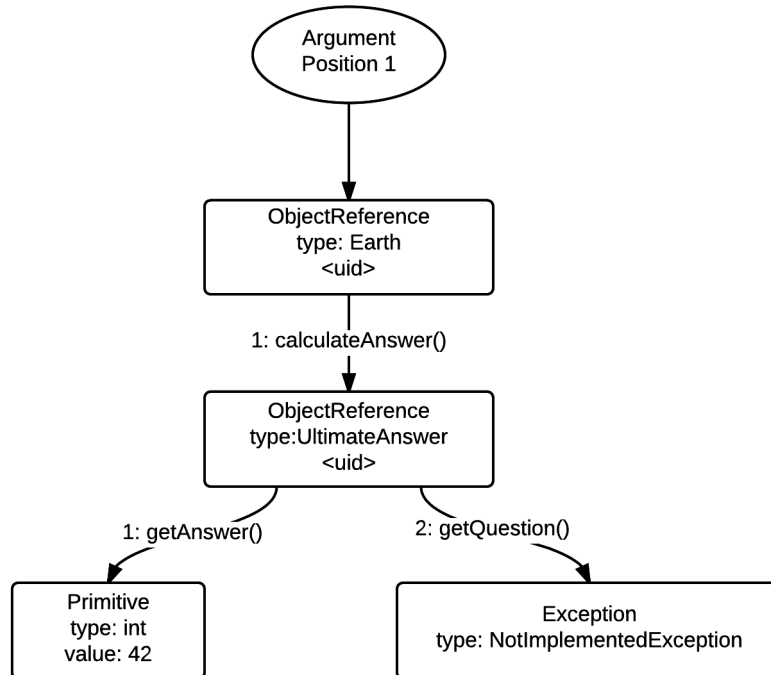 Argument
Position 1
ObjectReference
type: Earth
<uid>
1: calculateAnswer()
ObjectReference
type:UltimateAnswer
<uid>
1: getAnswer()
2: getQuestion()
Primitive
type: int
value: 42
Exception
type: NotImplementedException